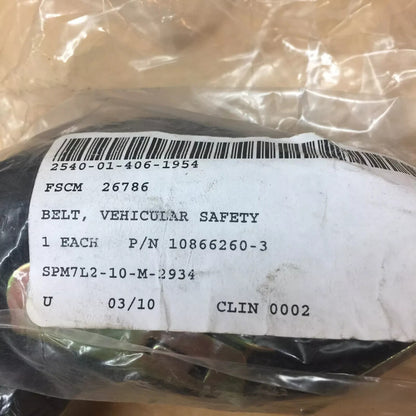 2540-01-406-1954
FSCM 26786
BELT, VEHICULAR SAFETY
1 EACH P/N 10866260-3
SPM7L2-10-M-2934
U 03/10 CLIN 0002